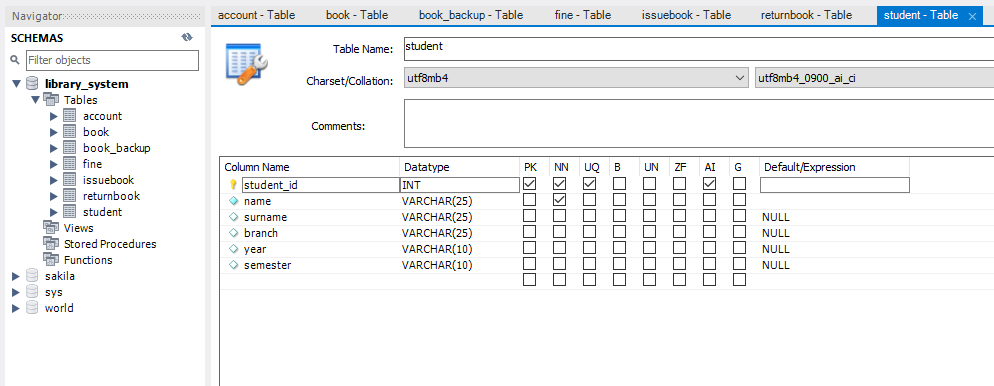 Navigator
SCHEMAS
Filter objects
library_system
Tables
account
book
book_backup
fine
issuebook
returnbook
student
Views
Stored Procedures
Functions
sakila
sys
world
account - Table book - Table book_backup - Table fine - Table issuebook - Table returnbook - Table student - Table ×
Table Name: student
Charset/Collation: utf8mb4 utf8mb4_0900_ai_ci
Comments:
Column Name Datatype PK NN UQ B UN ZF AI G Default/Expression
student_id INT
name VARCHAR(25)
surname VARCHAR(25) NULL
branch VARCHAR(25) NULL
year VARCHAR(10) NULL
semester VARCHAR(10) NULL